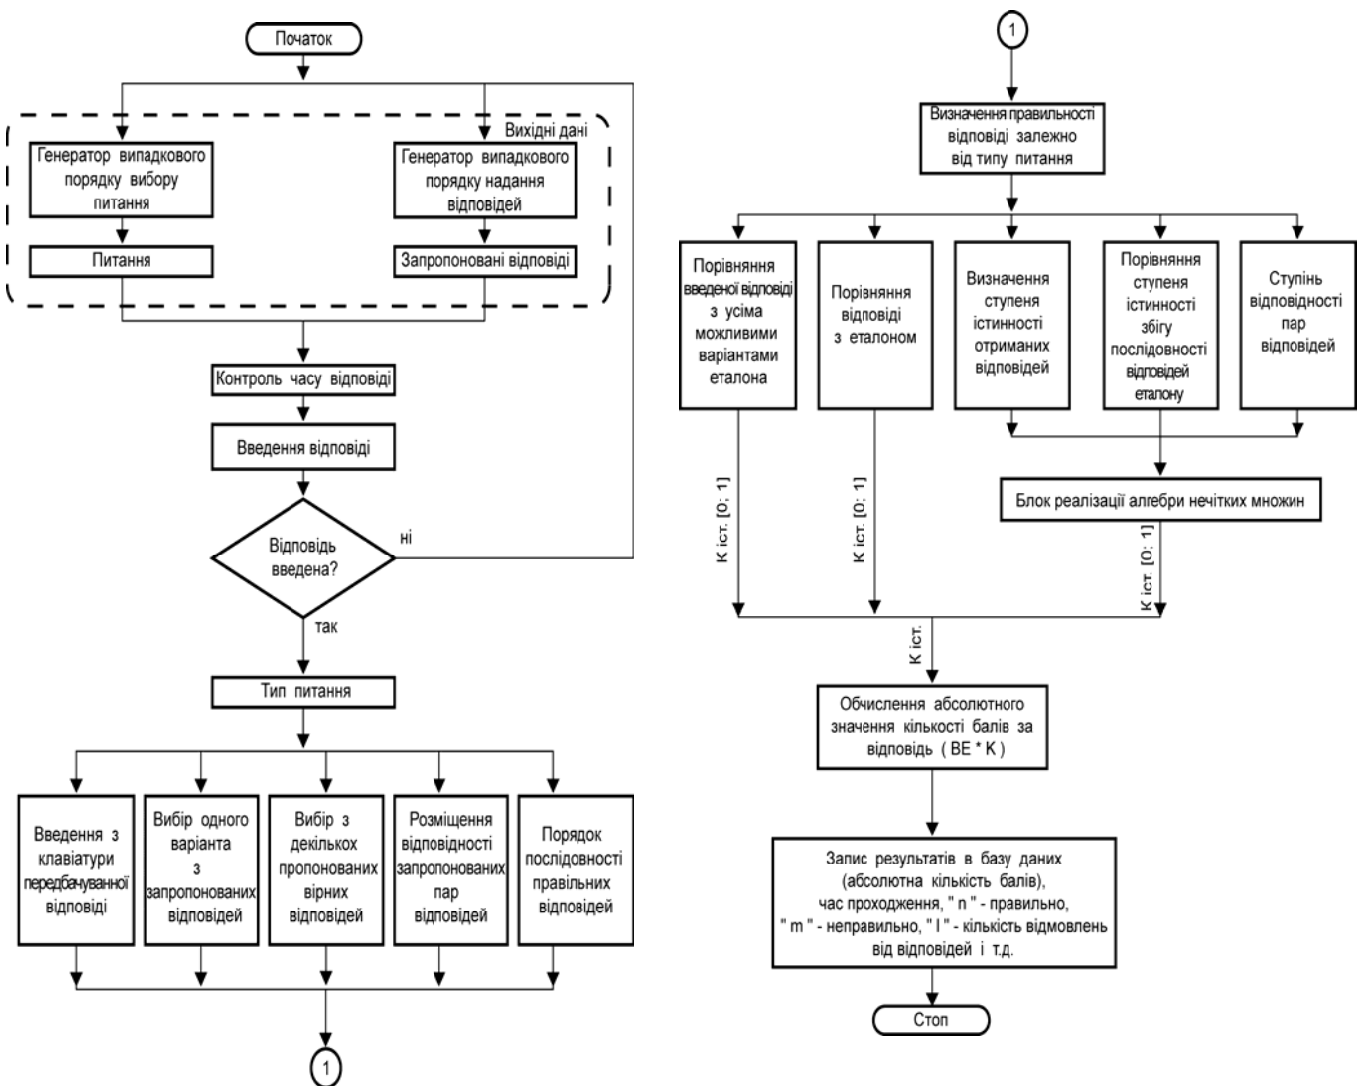 Початок
Вихідні дані
Генератор випадкового
порядку вибору
питання
Генератор випадкового
порядку надання
відповідей
Питання
Запропоновані відповіді
Контроль часу відповіді
Введення відповіді
Відповідь
введена?
ні
так
Тип питання
Введення з
клавіатури
передбачуванної
відповіді
Вибір одного
варіанта
з
запропонованих
відповідей
Вибір з
декількох
пропонованих
вірних
відповідей
Розміщення
відповідності
запропонованих
пар
відповідей
Порядок
послідовності
правільних
відповідей
1
1
Визначення правильності
відповіді залежно
від типу питання
Порівняння
введеної відповіді
з усіма
можливими
варіантами
еталона
Порівняння
відповіді
з еталоном
Визначення
ступеня
істинності
отриманих
відповідей
Порівняння
ступеня
істинності
збігу
послідовності
відповідей
еталону
Ступінь
відповідності
пар
відповідей
Блок реалізації алгебри нечітких множин
К іст. [0; 1]
К іст. [0; 1]
К іст. [0; 1]
К іст.
Обчислення абсолютного
значення кількості балів за
відповідь ( BE * K )
Запис результатів в базу даних
(абсолютна кількість балів),
час проходження, " n " - правильно,
" m " - неправильно, " l " - кількість відмовлень
від відповідей і т.д.
Стоп